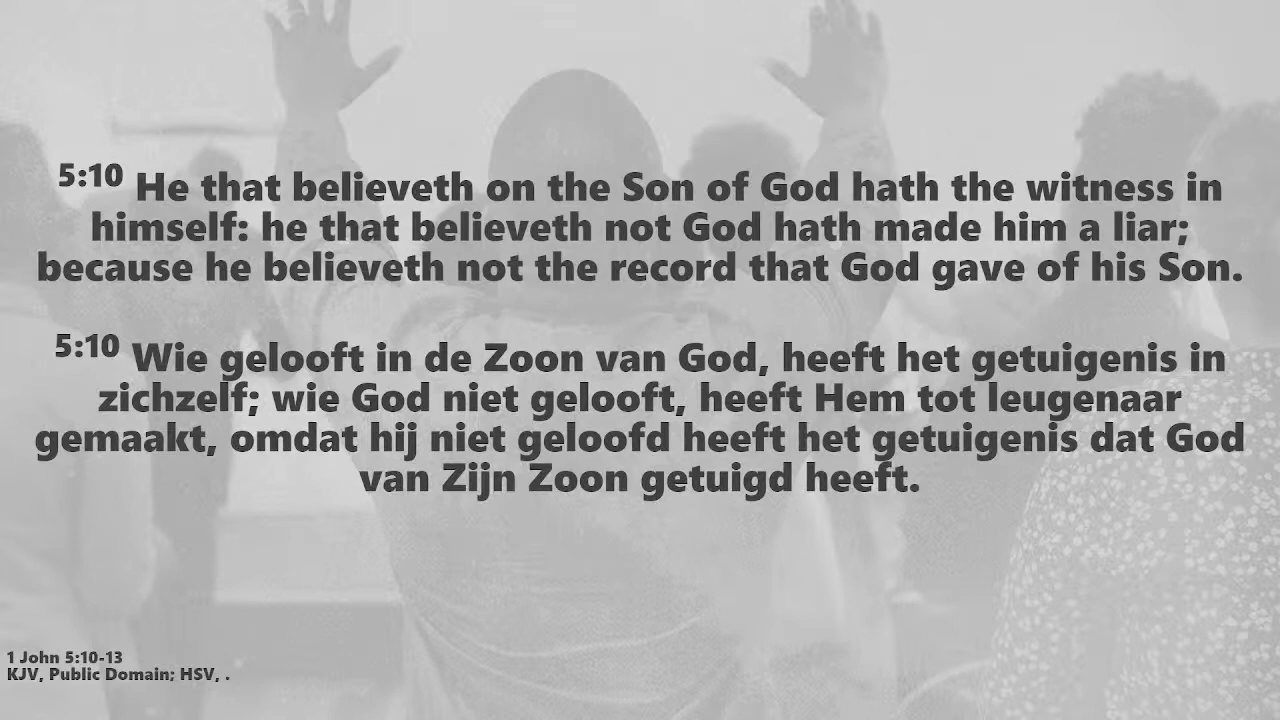 5:10 He that believeth on the Son of God hath the witness in
himself: he that believeth not God hath made him a liar;
because he believeth not the record that God gave of his Son.
5:10 Wie gelooft in de Zoon van God, heeft het getuigenis in
zichzelf; wie God niet gelooft, heeft Hem tot leugenaar
gemaakt, omdat hij niet geloofd heeft het getuigenis dat God
van Zijn Zoon getuigd heeft.
1 John 5:10-13
KJV, Public Domain; HSV, .